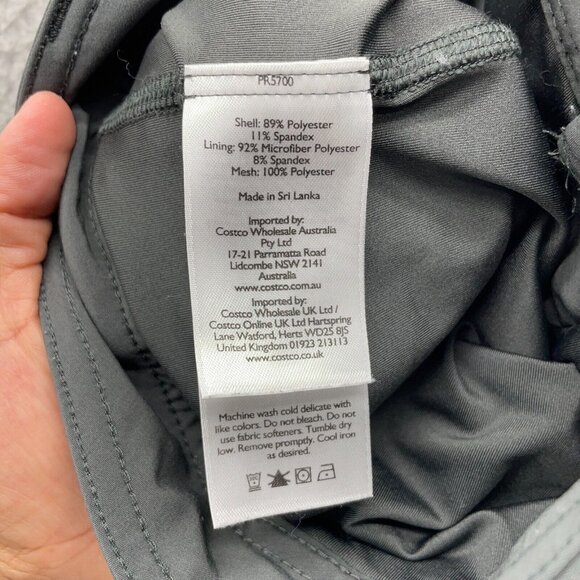 PR5700
Shell: 89% Polyester
11% Spandex
Lining: 92% Microfiber Polyester
8% Spandex
Mesh: 100% Polyester
Made in Sri Lanka
Imported by:
Costco Wholesale Australia
Pty Ltd
17-21 Parramatta Road
Lidcombe NSW 2141
Australia
www.costco.com.au
Imported by:
Costco Wholesale UK Ltd /
Costco Online UK Ltd Hartspring
Lane Watford, Herts WD25 8JS
United Kingdom 01923 213113
www.costco.co.uk
Machine wash cold delicate with
like colors. Do not bleach. Do not
use fabric softeners. Tumble dry
low. Remove promptly. Cool iron
as desired.